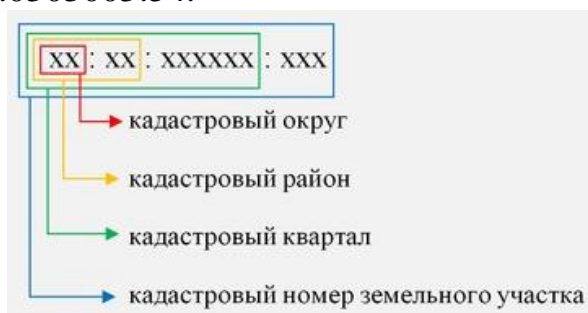 xx : xx : xxxxxx : xxx
кадастровый округ
кадастровый район
кадастровый квартал
кадастровый номер земельного участка